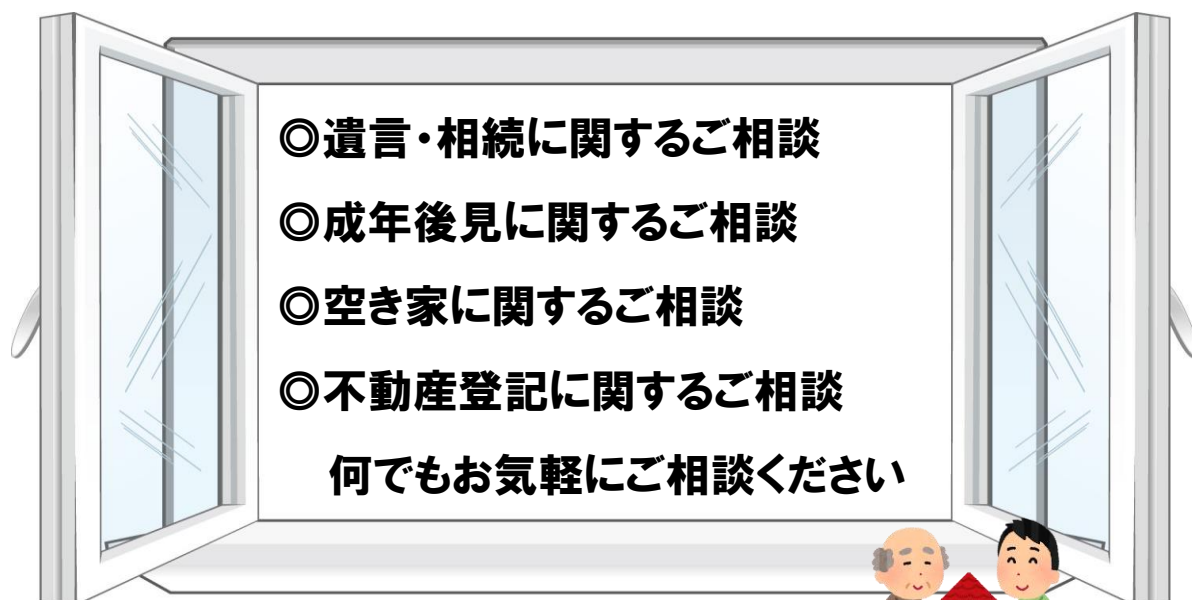 ◎遺言・相続に関するご相談
◎成年後見に関するご相談
◎空き家に関するご相談
◎不動産登記に関するご相談
何でもお気軽にご相談ください